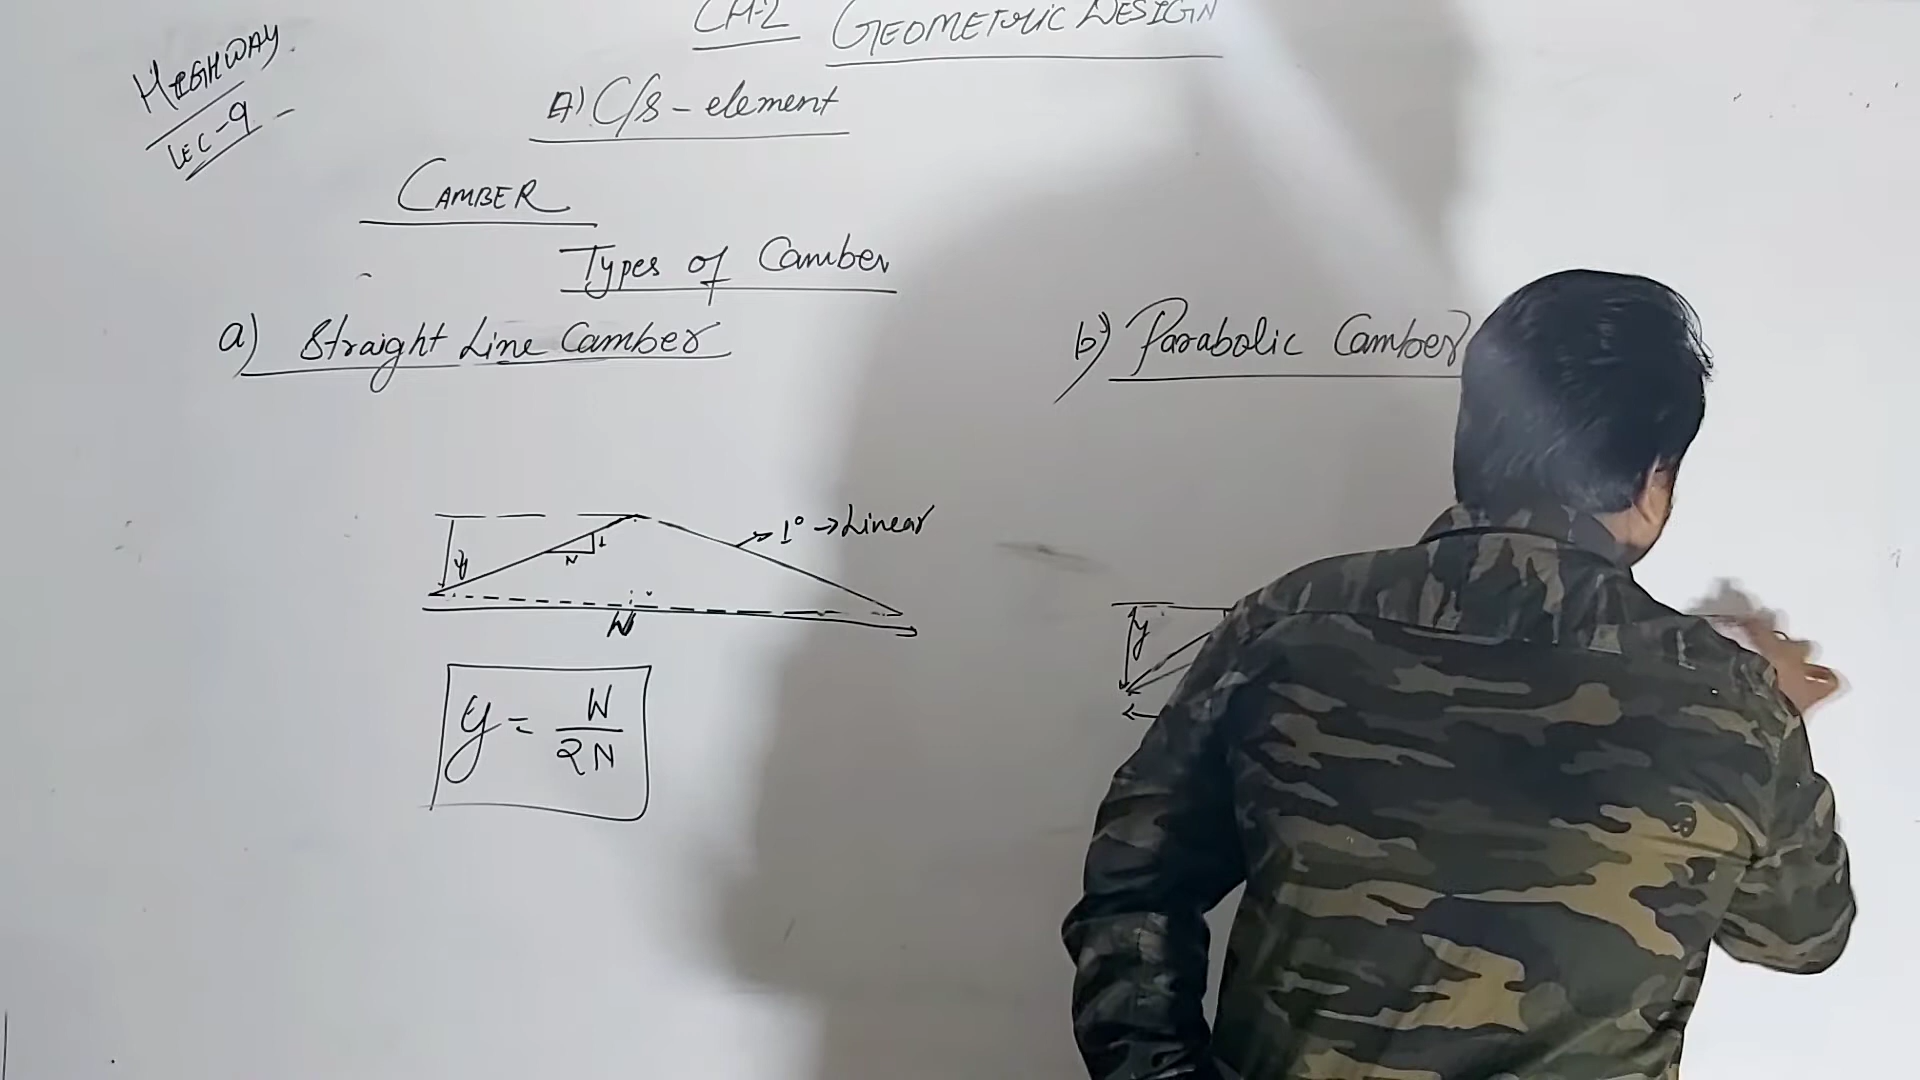 CH-2 GEOMETRIC DESIGN
HIGHWAY.
LEC-9
A) C/S - element
CAMBER
Types of Camber
a) Straight Line Camber
b) Parabolic Camber
1° → Linear
y
1
N
W
y = W / 2N
y